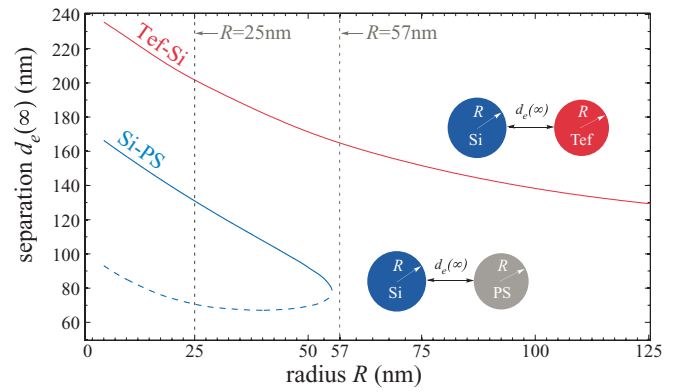 240
220
200
180
160
140
120
100
80
60
separation d_e(∞) (nm)
R=25nm
R=57nm
Tef-Si
Si-PS
R
d_e(∞)
R
Si
Tef
R
d_e(∞)
R
Si
PS
0
25
50
57
75
100
125
radius R (nm)